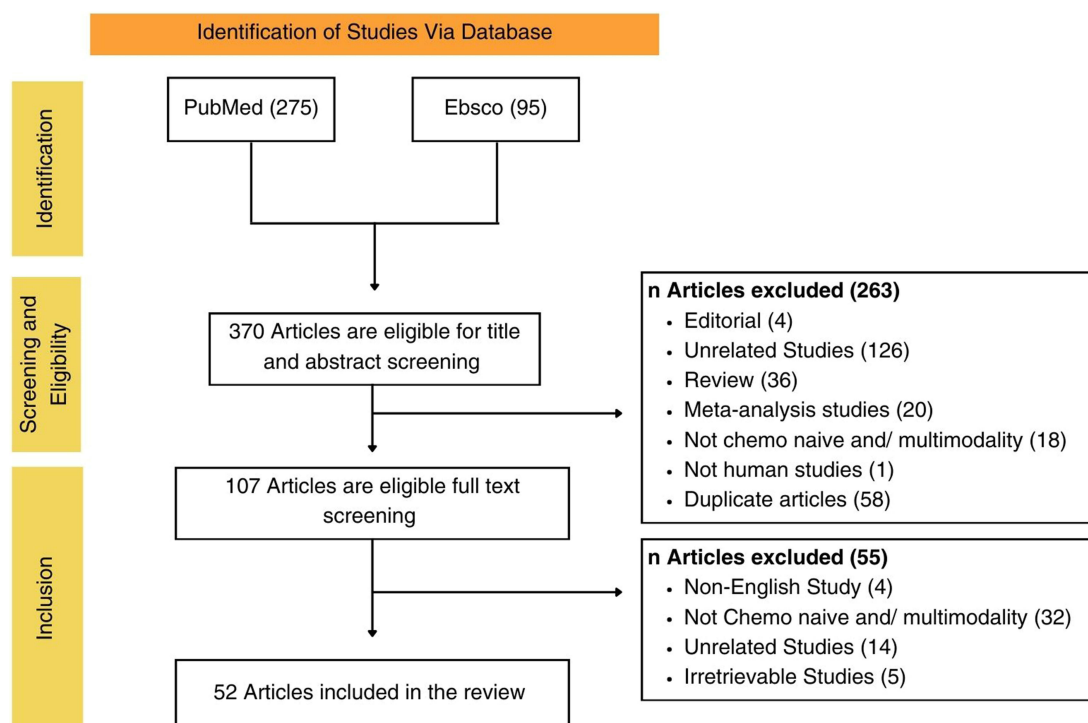 Identification of Studies Via Database
Identification
PubMed (275)
Ebsco (95)
Screening and
Eligibility
370 Articles are eligible for title
and abstract screening
n Articles excluded (263)
• Editorial (4)
• Unrelated Studies (126)
• Review (36)
• Meta-analysis studies (20)
• Not chemo naive and/ multimodality (18)
• Not human studies (1)
• Duplicate articles (58)
Inclusion
107 Articles are eligible full text
screening
n Articles excluded (55)
• Non-English Study (4)
• Not Chemo naive and/ multimodality (32)
• Unrelated Studies (14)
• Irretrievable Studies (5)
52 Articles included in the review